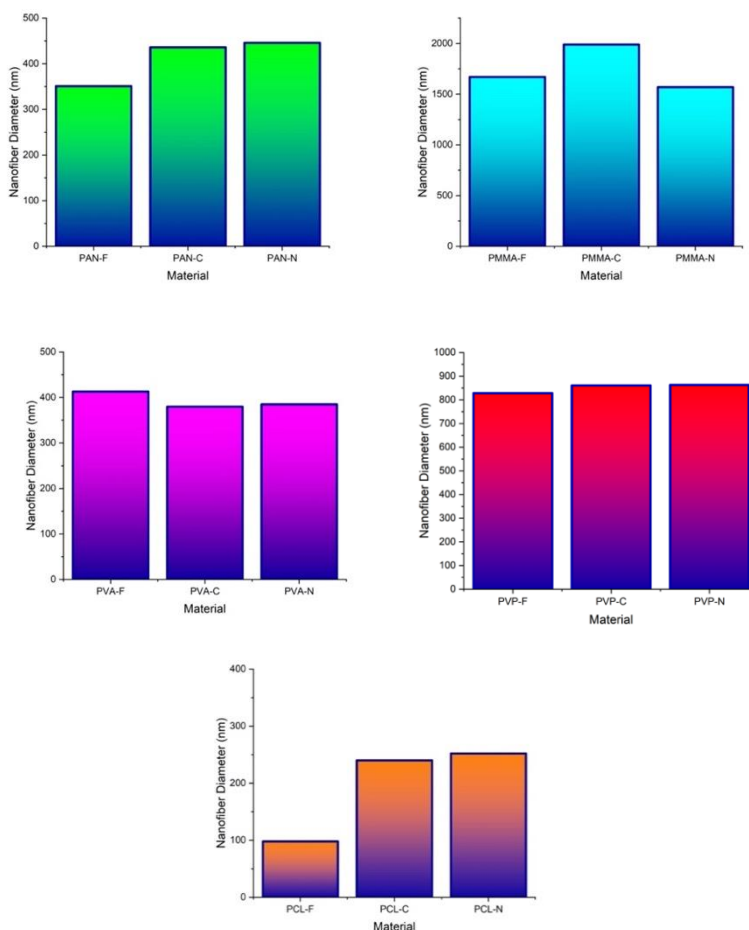 500
400
300
200
100
0
Nanofiber Diameter (nm)
PAN-F PAN-C PAN-N
Material
2000
1500
1000
500
0
Nanofiber Diameter (nm)
PMMA-F PMMA-C PMMA-N
Material
500
400
300
200
100
0
Nanofiber Diameter (nm)
PVA-F PVA-C PVA-N
Material
1000
900
800
700
600
500
400
300
200
100
0
Nanofiber Diameter (nm)
PVP-F PVP-C PVP-N
Material
400
300
200
100
0
Nanofiber Diameter (nm)
PCL-F PCL-C PCL-N
Material